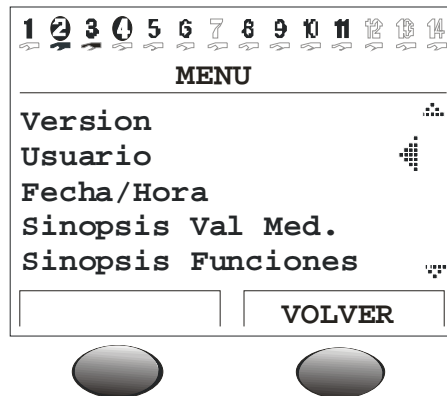 1 2 3 4 5 6 7 8 9 10 11 12 13 14
MENU
Version
Usuario
Fecha/Hora
Sinopsis Val Med.
Sinopsis Funciones
VOLVER